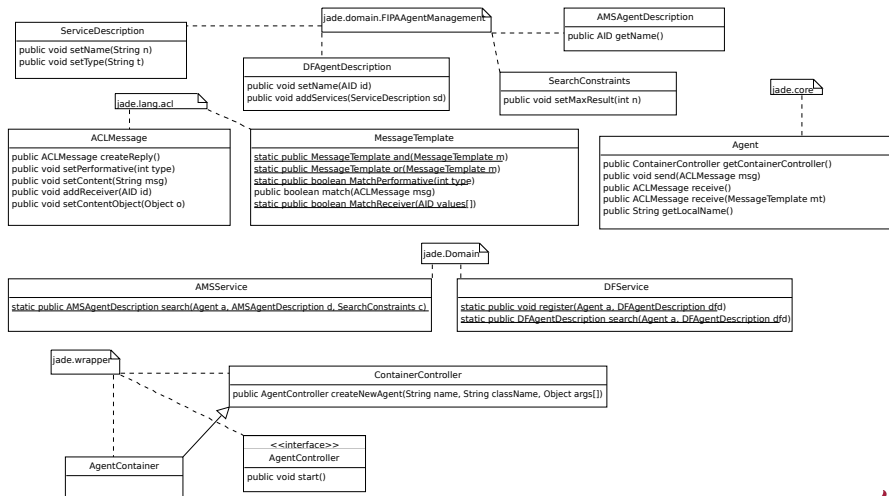 jade.domain.FIPAAgentManagement
AMSAgentDescription
public AID getName()
ServiceDescription
public void setName(String n)
public void setType(String t)
DFAgentDescription
public void setName(AID id)
public void addServices(ServiceDescription sd)
SearchConstraints
public void setMaxResult(int n)
jade.core
jade.lang.acl
ACLMessage
public ACLMessage createReply()
public void setPerformative(int type)
public void setContent(String msg)
public void addReceiver(AID id)
public void setContentObject(Object o)
MessageTemplate
static public MessageTemplate and(MessageTemplate m)
static public MessageTemplate or(MessageTemplate m)
static public boolean MatchPerformative(int type)
public boolean match(ACLMessage msg)
static public boolean MatchReceiver(AID values[])
Agent
public ContainerController getContainerController()
public void send(ACLMessage msg)
public ACLMessage receive()
public ACLMessage receive(MessageTemplate mt)
public String getLocalName()
jade.Domain
AMSService
static public AMSAgentDescription search(Agent a, AMSAgentDescription d, SearchConstraints c)
DFService
static public void register(Agent a, DFAgentDescription dfd)
static public DFAgentDescription search(Agent a, DFAgentDescription dfd)
jade.wrapper
ContainerController
public AgentController createNewAgent(String name, String className, Object args[])
<<interface>>
AgentController
public void start()
AgentContainer